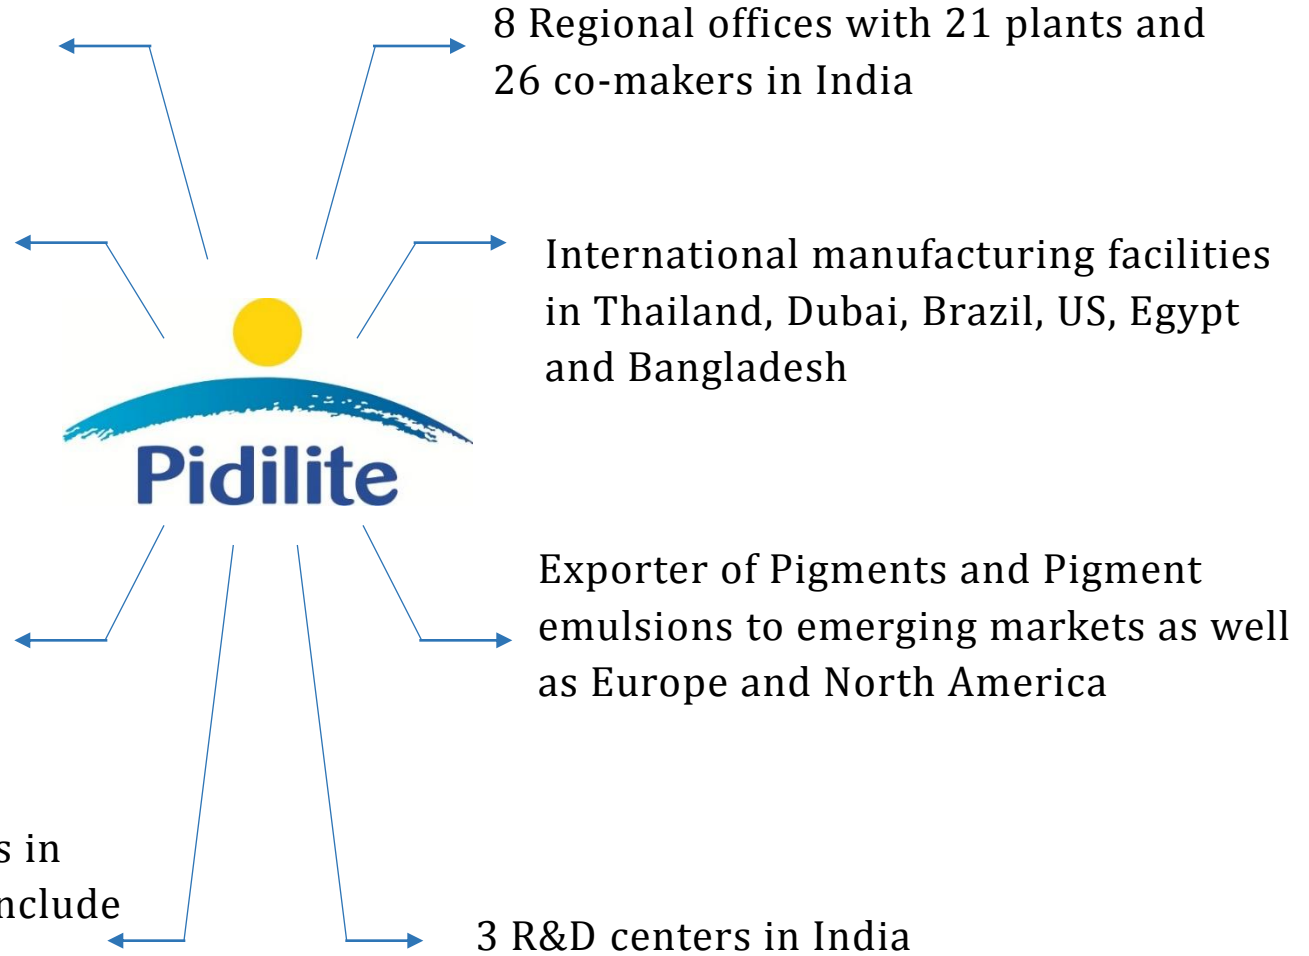 8 Regional offices with 21 plants and
26 co-makers in India
International manufacturing facilities
in Thailand, Dubai, Brazil, US, Egypt
and Bangladesh
Pidilite
Exporter of Pigments and Pigment
emulsions to emerging markets as well
as Europe and North America
s in
nclude
3 R&D centers in India